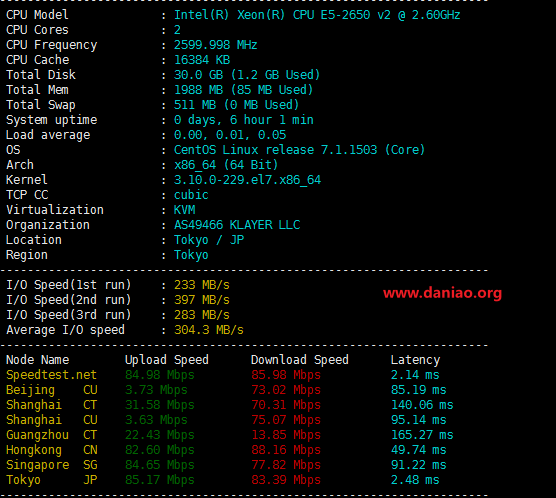 CPU Model : Intel(R) Xeon(R) CPU E5-2650 v2 @ 2.60GHz
CPU Cores : 2
CPU Frequency : 2599.998 MHz
CPU Cache : 16384 KB
Total Disk : 30.0 GB (1.2 GB Used)
Total Mem : 1988 MB (85 MB Used)
Total Swap : 511 MB (0 MB Used)
System uptime : 0 days, 6 hour 1 min
Load average : 0.00, 0.01, 0.05
OS : CentOS Linux release 7.1.1503 (Core)
Arch : x86_64 (64 Bit)
Kernel : 3.10.0-229.el7.x86_64
TCP CC : cubic
Virtualization : KVM
Organization : AS49466 KLAYER LLC
Location : Tokyo / JP
Region : Tokyo
I/O Speed(1st run) : 233 MB/s
I/O Speed(2nd run) : 397 MB/s
www.daniao.org
I/O Speed(3rd run) : 283 MB/s
Average I/O speed : 304.3 MB/s
Node Name Upload Speed Download Speed Latency
Speedtest.net 84.98 Mbps 85.98 Mbps 2.14 ms
Beijing CU 3.73 Mbps 73.02 Mbps 85.19 ms
Shanghai CT 31.58 Mbps 70.31 Mbps 140.06 ms
Shanghai CU 3.63 Mbps 75.07 Mbps 95.14 ms
Guangzhou CT 22.43 Mbps 13.85 Mbps 165.27 ms
Hongkong CN 82.60 Mbps 88.16 Mbps 49.74 ms
Singapore SG 84.65 Mbps 77.82 Mbps 91.22 ms
Tokyo JP 85.17 Mbps 83.39 Mbps 2.48 ms